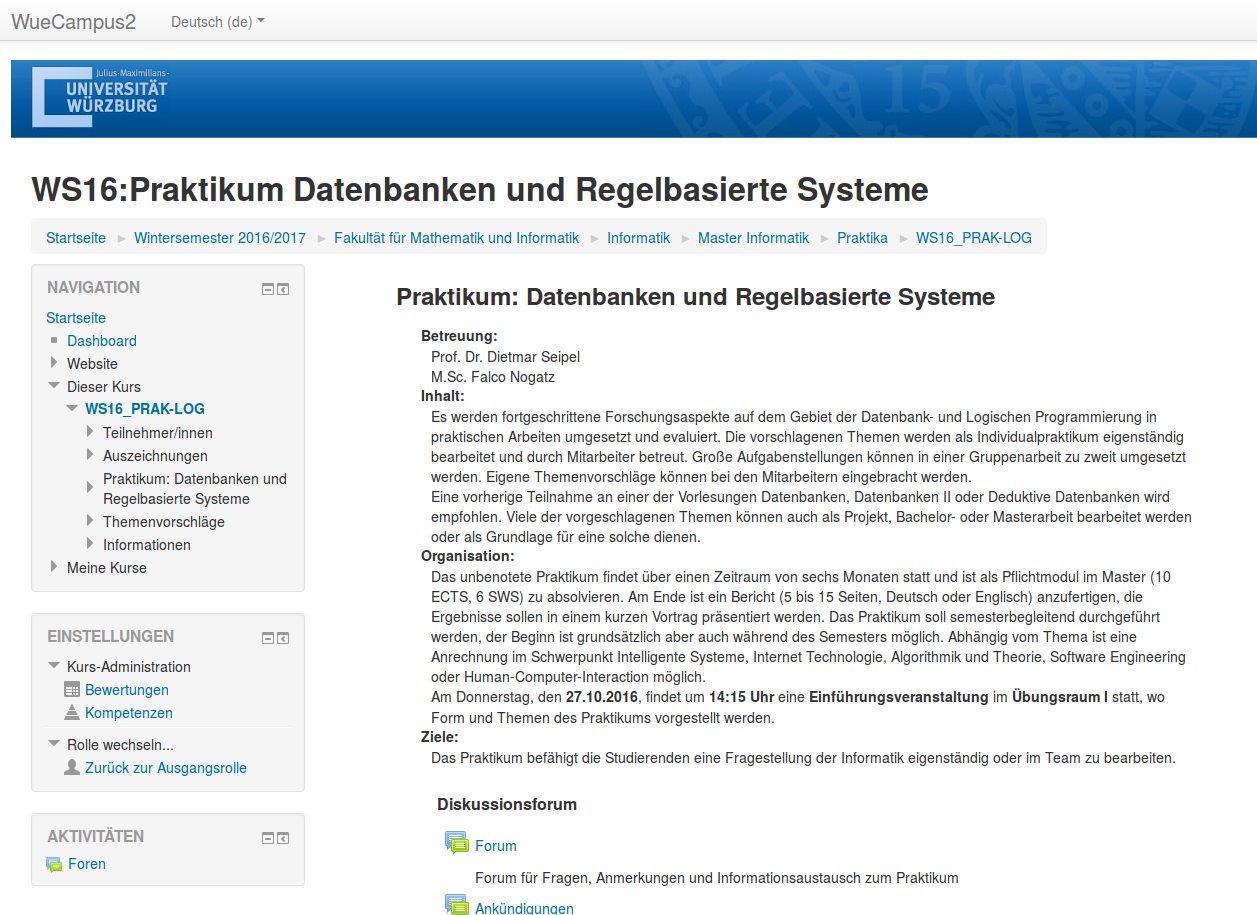 WueCampus2
Deutsch (de)
Julius-Maximilians-
UNIVERSITÄT
WÜRZBURG
15
WS16:Praktikum Datenbanken und Regelbasierte Systeme
Startseite ► Wintersemester 2016/2017 ► Fakultät für Mathematik und Informatik ► Informatik ► Master Informatik ► Praktika ► WS16_PRAK-LOG
NAVIGATION
Startseite
Dashboard
Website
Dieser Kurs
WS16_PRAK-LOG
Teilnehmer/innen
Auszeichnungen
Praktikum: Datenbanken und
Regelbasierte Systeme
Themenvorschläge
Informationen
Meine Kurse
EINSTELLUNGEN
Kurs-Administration
Bewertungen
Kompetenzen
Rolle wechseln...
Zurück zur Ausgangsrolle
AKTIVITÄTEN
Foren
Praktikum: Datenbanken und Regelbasierte Systeme
Betreuung:
Prof. Dr. Dietmar Seipel
M.Sc. Falco Nogatz
Inhalt:
Es werden fortgeschrittene Forschungsaspekte auf dem Gebiet der Datenbank- und Logischen Programmierung in
praktischen Arbeiten umgesetzt und evaluiert. Die vorschlagenen Themen werden als Individualpraktikum eigenständig
bearbeitet und durch Mitarbeiter betreut. Große Aufgabenstellungen können in einer Gruppenarbeit zu zweit umgesetzt
werden. Eigene Themenvorschläge können bei den Mitarbeitern eingebracht werden.
Eine vorherige Teilnahme an einer der Vorlesungen Datenbanken, Datenbanken II oder Deduktive Datenbanken wird
empfohlen. Viele der vorgeschlagenen Themen können auch als Projekt, Bachelor- oder Masterarbeit bearbeitet werden
oder als Grundlage für eine solche dienen.
Organisation:
Das unbenotete Praktikum findet über einen Zeitraum von sechs Monaten statt und ist als Pflichtmodul im Master (10
ECTS, 6 SWS) zu absolvieren. Am Ende ist ein Bericht (5 bis 15 Seiten, Deutsch oder Englisch) anzufertigen, die
Ergebnisse sollen in einem kurzen Vortrag präsentiert werden. Das Praktikum soll semesterbegleitend durchgeführt
werden, der Beginn ist grundsätzlich aber auch während des Semesters möglich. Abhängig vom Thema ist eine
Anrechnung im Schwerpunkt Intelligente Systeme, Internet Technologie, Algorithmik und Theorie, Software Engineering
oder Human-Computer-Interaction möglich.
Am Donnerstag, den 27.10.2016, findet um 14:15 Uhr eine Einführungsveranstaltung im Übungsraum I statt, wo
Form und Themen des Praktikums vorgestellt werden.
Ziele:
Das Praktikum befähigt die Studierenden eine Fragestellung der Informatik eigenständig oder im Team zu bearbeiten.
Diskussionsforum
Forum
Forum für Fragen, Anmerkungen und Informationsaustausch zum Praktikum
Ankündigungen